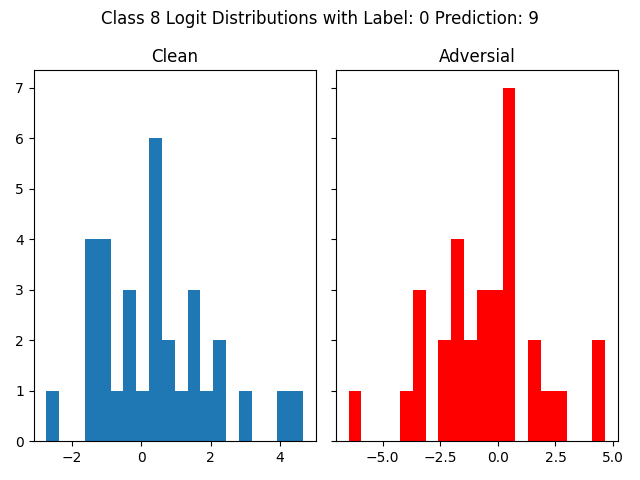 Class 8 Logit Distributions with Label: 0 Prediction: 9
Clean
Adversial
7
6
5
4
3
2
1
0
−2 0 2 4
−5.0 −2.5 0.0 2.5 5.0